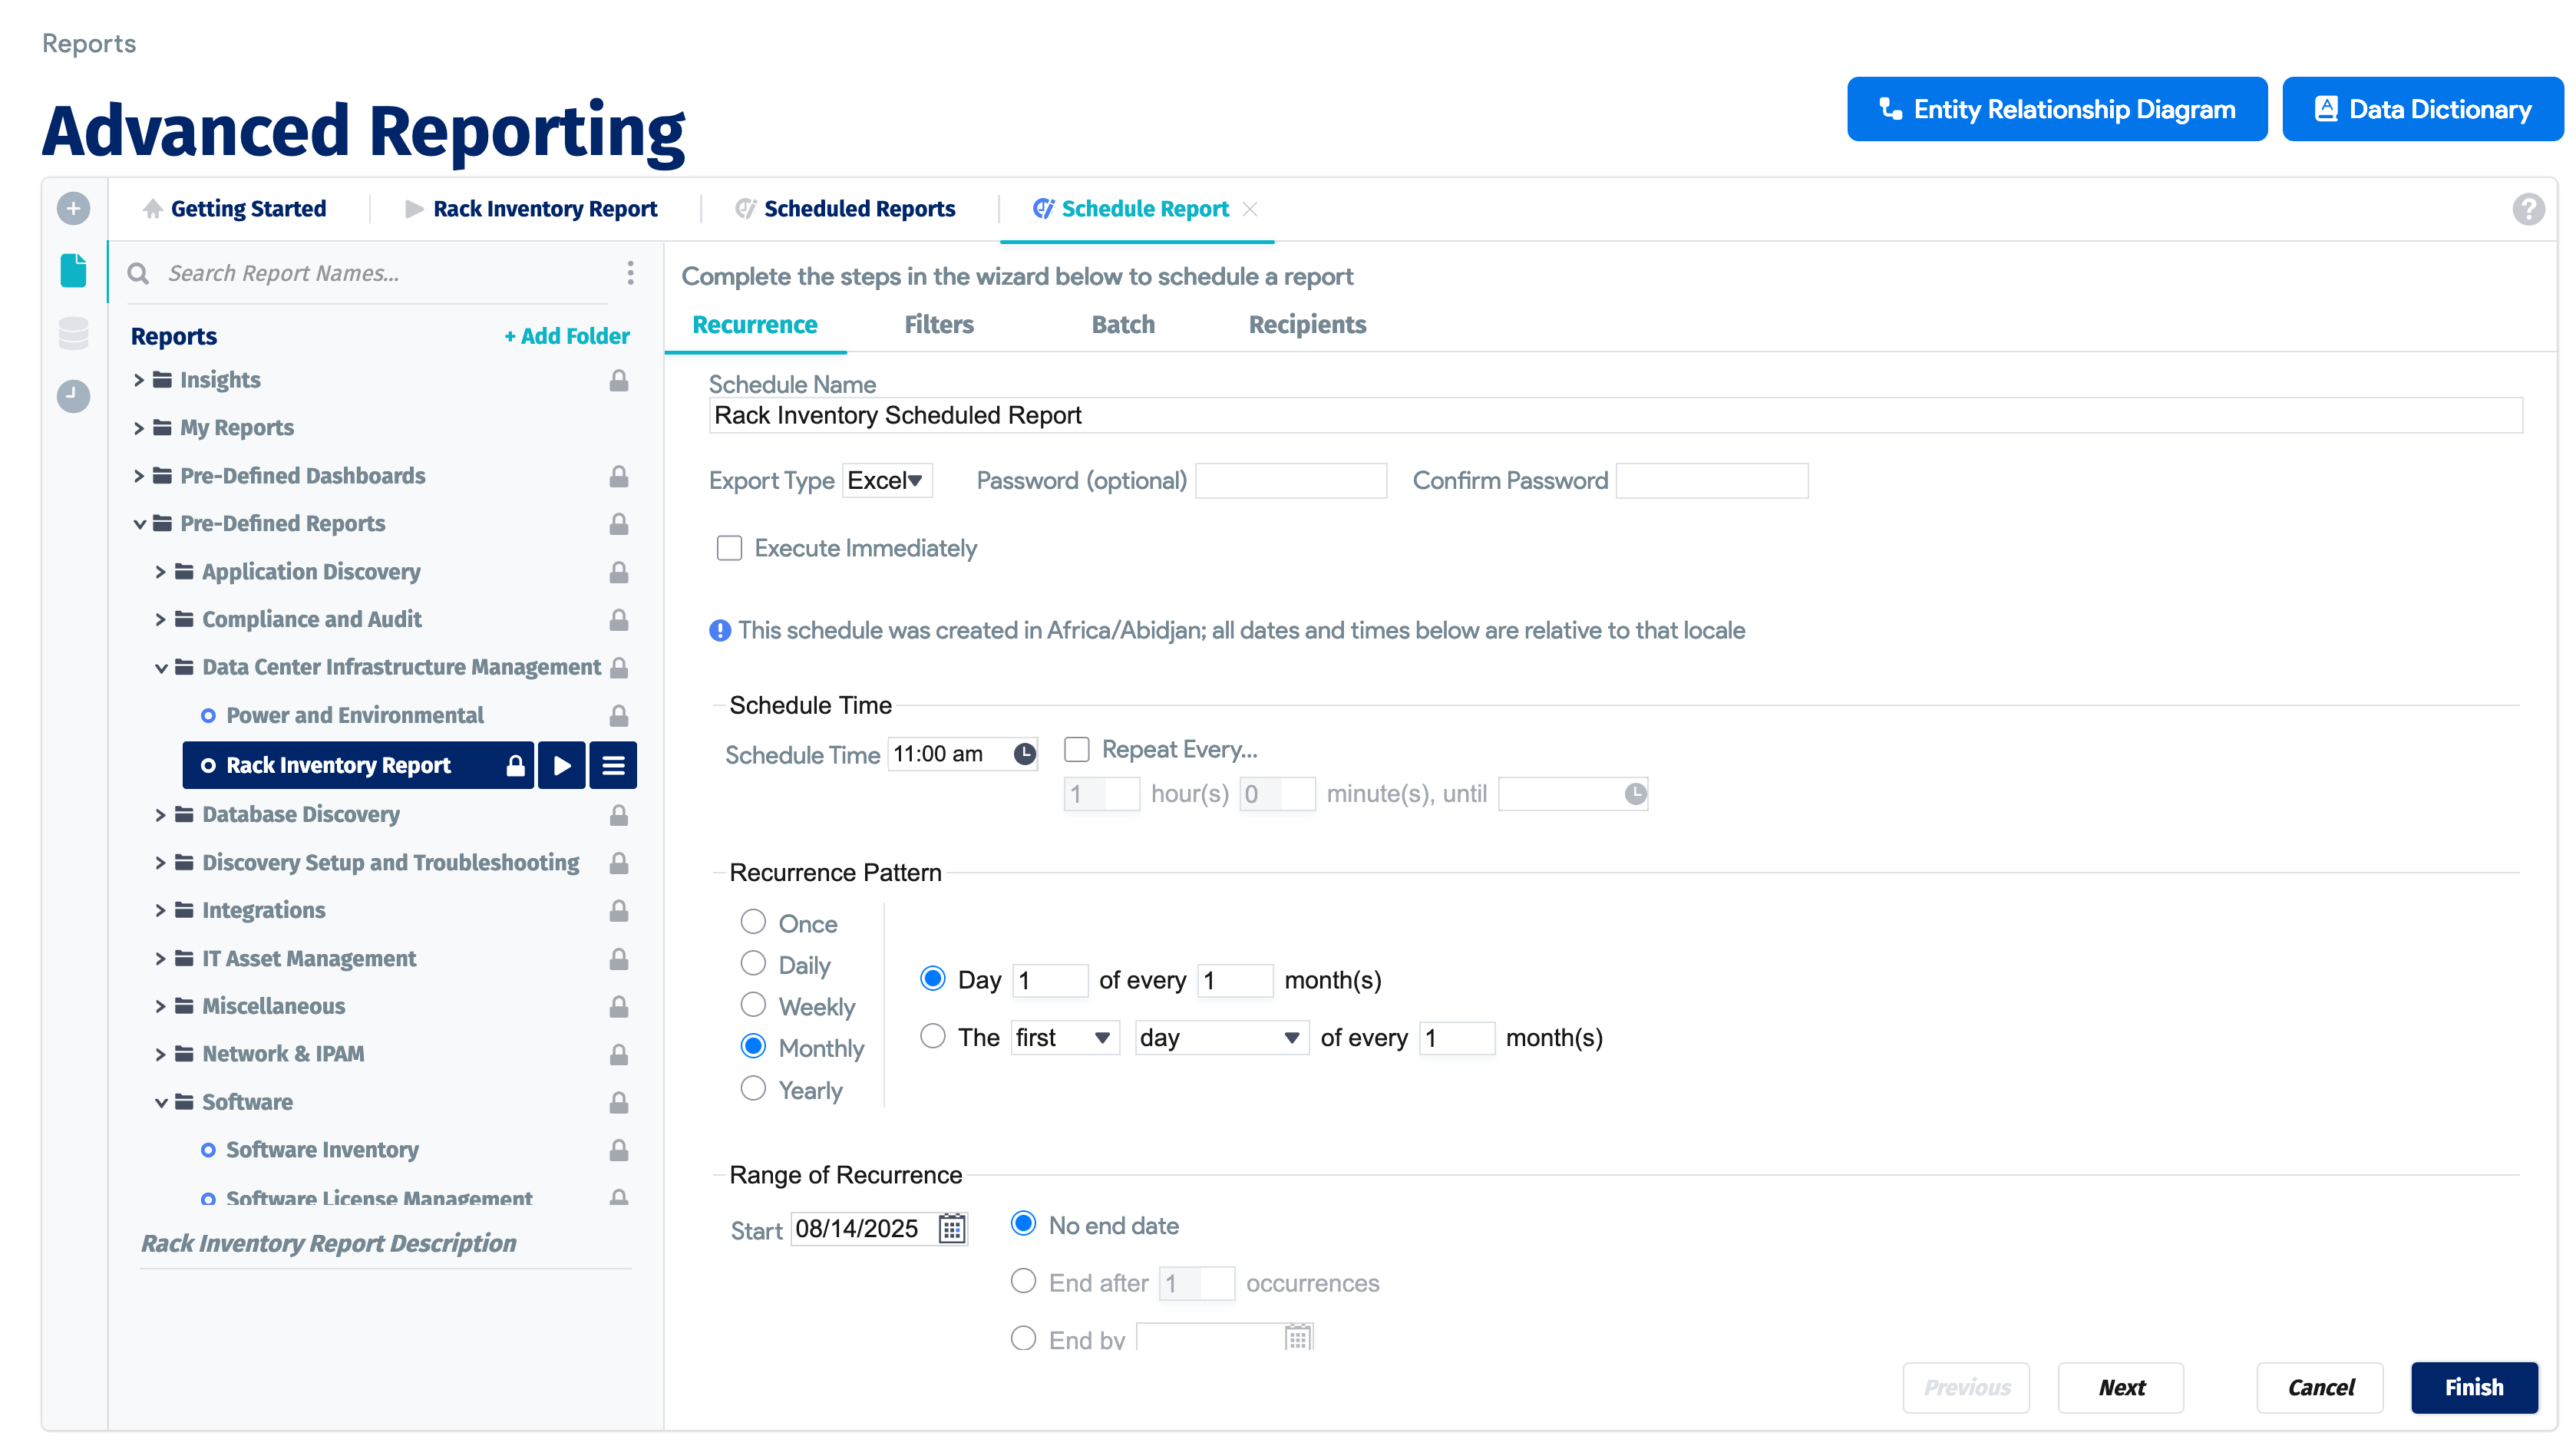 Reports
Advanced Reporting
Entity Relationship Diagram
Data Dictionary
Getting Started
Rack Inventory Report
Scheduled Reports
Schedule Report
Search Report Names...
Reports
+ Add Folder
Insights
My Reports
Pre-Defined Dashboards
Pre-Defined Reports
Application Discovery
Compliance and Audit
Data Center Infrastructure Management
Power and Environmental
Rack Inventory Report
Database Discovery
Discovery Setup and Troubleshooting
Integrations
IT Asset Management
Miscellaneous
Network & IPAM
Software
Software Inventory
Software License Management
Rack Inventory Report Description
Complete the steps in the wizard below to schedule a report
Recurrence Filters Batch Recipients
Schedule Name
Rack Inventory Scheduled Report
Export Type Excel Password (optional) Confirm Password
Execute Immediately
This schedule was created in Africa/Abidjan; all dates and times below are relative to that locale
Schedule Time
Schedule Time 11:00 am Repeat Every...
1 hour(s) 0 minute(s), until
Recurrence Pattern
Once
Daily
Weekly
Monthly
Yearly
Day 1 of every 1 month(s)
The first day of every 1 month(s)
Range of Recurrence
Start 08/14/2025 No end date
End after 1 occurrences
End by
Previous Next Cancel Finish